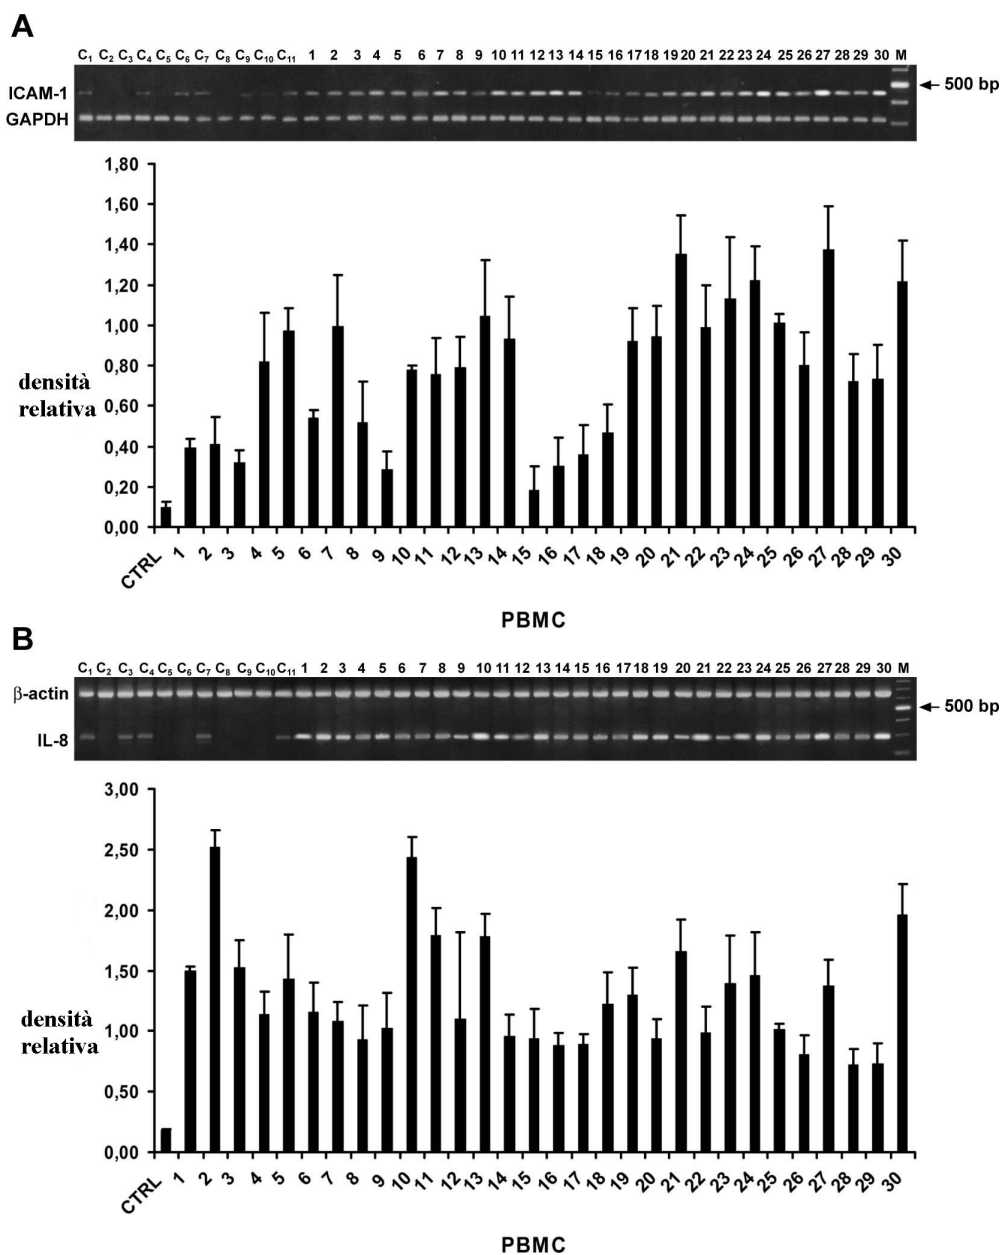 A
C1 C2 C3 C4 C5 C6 C7 C8 C9 C10 C11 1 2 3 4 5 6 7 8 9 10 11 12 13 14 15 16 17 18 19 20 21 22 23 24 25 26 27 28 29 30 M
500 bp
ICAM-1
GAPDH
1,80
1,60
1,40
1,20
1,00
0,80
0,60
0,40
0,20
0,00
densità
relativa
CTRL 1 2 3 4 5 6 7 8 9 10 11 12 13 14 15 16 17 18 19 20 21 22 23 24 25 26 27 28 29 30
PBMC
B
C1 C2 C3 C4 C5 C6 C7 C8 C9 C10 C11 1 2 3 4 5 6 7 8 9 10 11 12 13 14 15 16 17 18 19 20 21 22 23 24 25 26 27 28 29 30 M
β-actin
500 bp
IL-8
3,00
2,50
2,00
1,50
1,00
0,50
0,00
densità
relativa
CTRL 1 2 3 4 5 6 7 8 9 10 11 12 13 14 15 16 17 18 19 20 21 22 23 24 25 26 27 28 29 30
PBMC